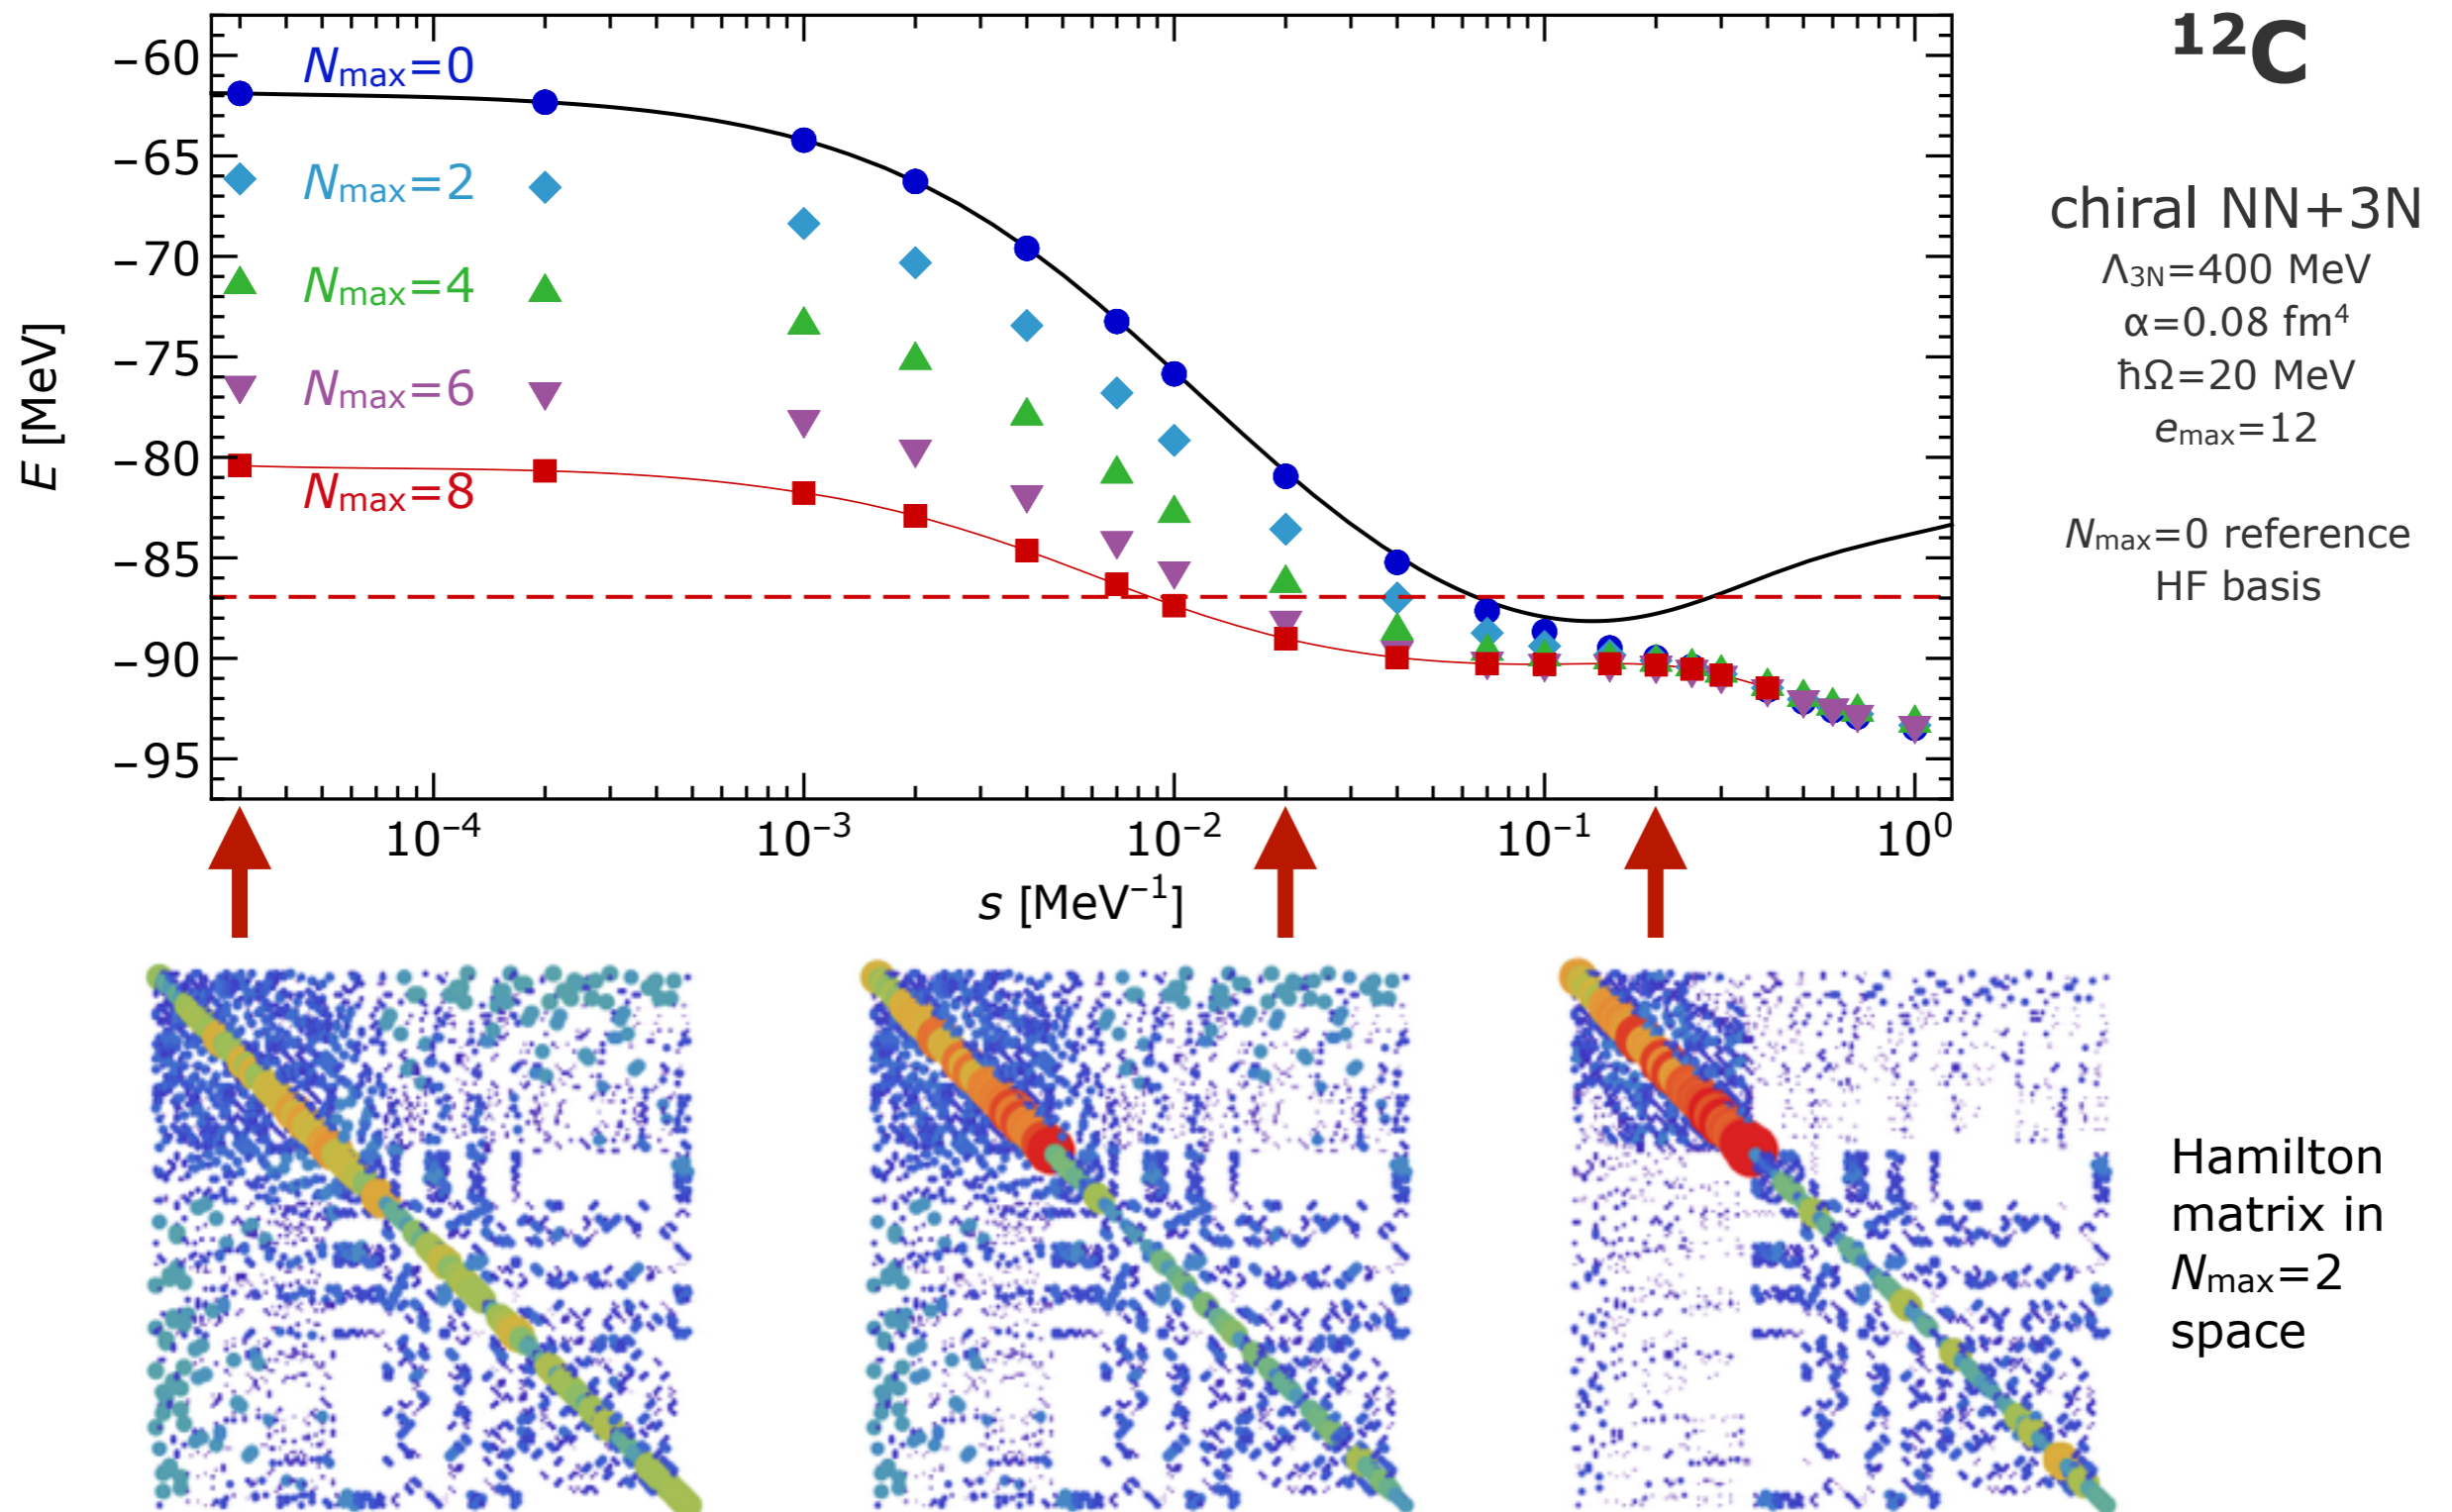 ¹²C
−60
−65
−70
−75
−80
−85
−90
−95
E [MeV]
Nmax=0
Nmax=2
Nmax=4
Nmax=6
Nmax=8
10⁻⁴
10⁻³
10⁻²
10⁻¹
10⁰
s [MeV⁻¹]
chiral NN+3N
Λ3N=400 MeV
α=0.08 fm⁴
ħΩ=20 MeV
emax=12
Nmax=0 reference
HF basis
Hamilton
matrix in
Nmax=2
space